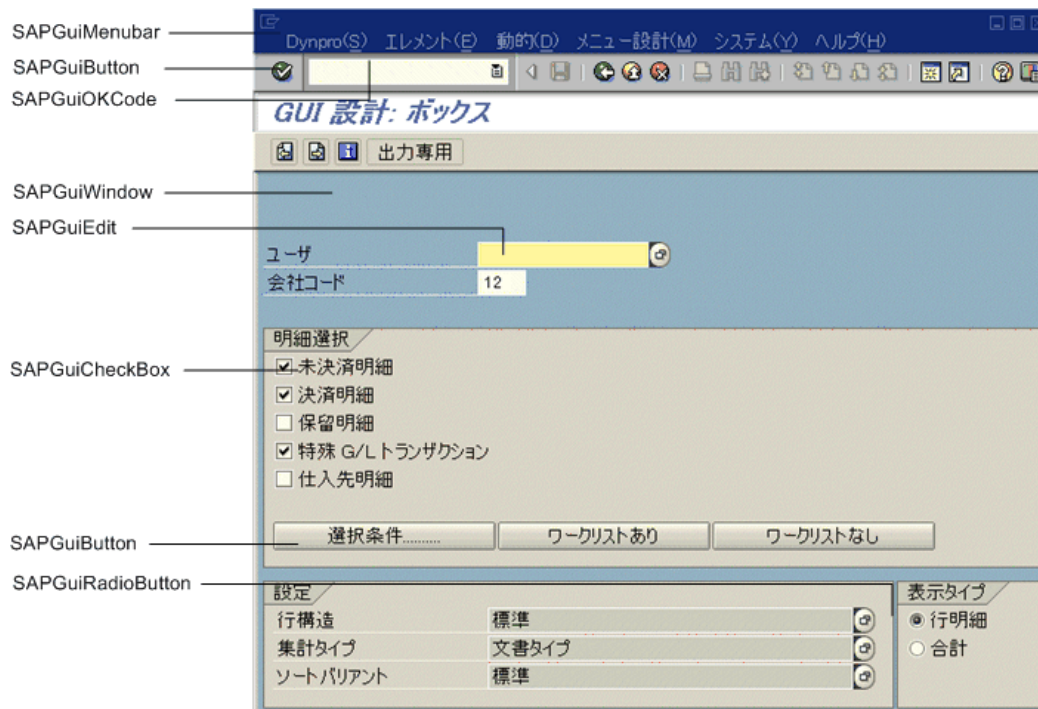 SAPGuiMenubar
Dynpro(S) エレメント(E) 動的(D) メニュー設計(M) システム(Y) ヘルプ(H)
SAPGuiButton
SAPGuiOKCode
GUI 設計: ボックス
出力専用
SAPGuiWindow
SAPGuiEdit
ユーザ
会社コード 12
明細選択
SAPGuiCheckBox
未決済明細
決済明細
保留明細
特殊 G/L トランザクション
仕入先明細
SAPGuiButton
選択条件.......... ワークリストあり ワークリストなし
SAPGuiRadioButton
設定 表示タイプ
行構造 標準 行明細
集計タイプ 文書タイプ 合計
ソートバリアント 標準